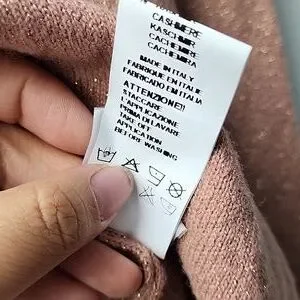 CASHMERE
KASCHMIR
CACHEMIRE
CACHEMIRA
MADE IN ITALY
FABRIQUE EN ITALIE
FABRICADO EN ITALIA
ATTENZIONE!!
STACCARE
L'APPLICAZIONE
PRIMA DI LAVARE
TAKE OFF
APPLICATION
BEFORE WASHING